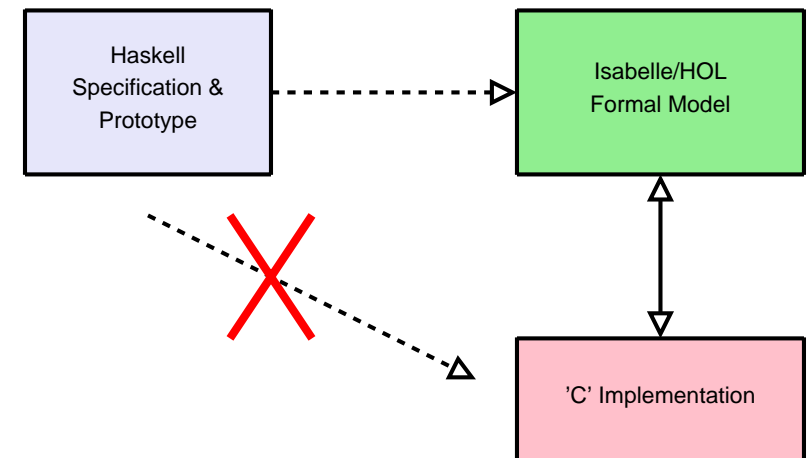 Haskell
Specification &
Prototype
Isabelle/HOL
Formal Model
’C’ Implementation